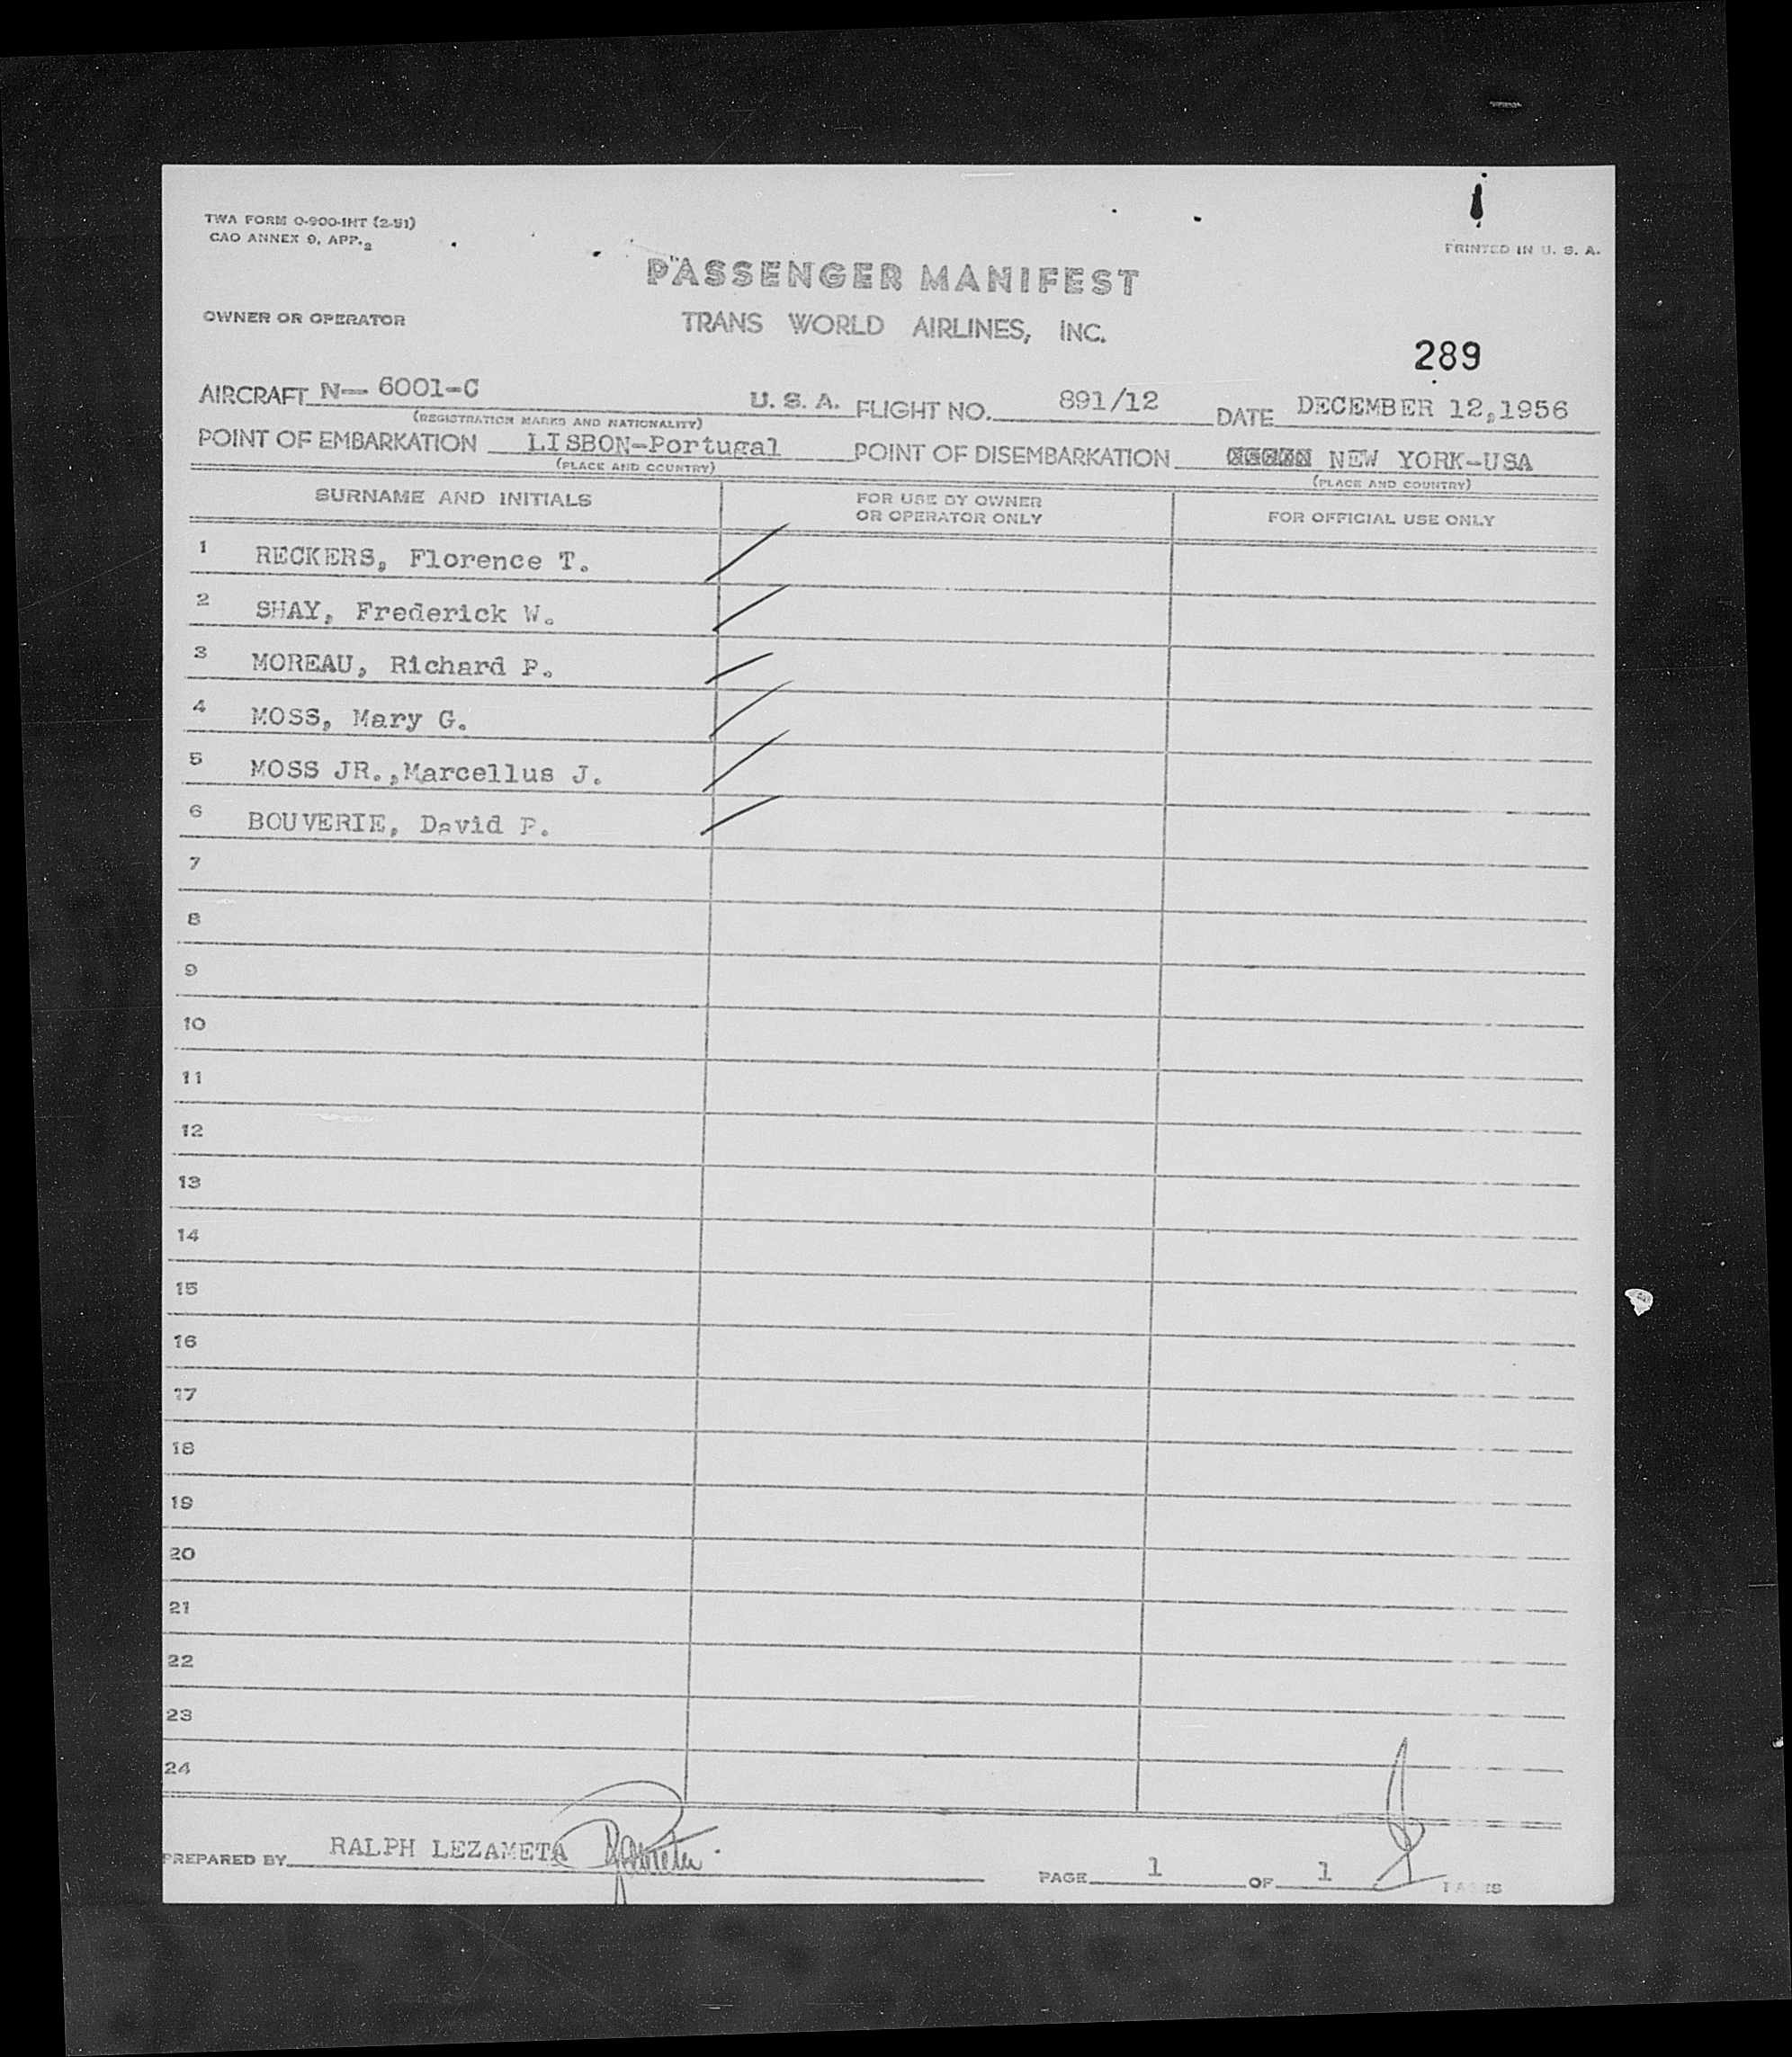 TWA FORM O-900-INT (2-51)
CAO ANNEX 9, APP. 2
PRINTED IN U. S. A.
PASSENGER MANIFEST
OWNER OR OPERATOR
TRANS WORLD AIRLINES, INC.
289
AIRCRAFT N— 6001-C U. S. A. FLIGHT NO. 891/12 DATE DECEMBER 12,1956
(REGISTRATION MARKS AND NATIONALITY)
POINT OF EMBARKATION LISBON-Portugal POINT OF DISEMBARKATION NEW YORK-USA
(PLACE AND COUNTRY) (PLACE AND COUNTRY)
SURNAME AND INITIALS FOR USE BY OWNER OR OPERATOR ONLY FOR OFFICIAL USE ONLY
1 RECKERS, Florence T.
2 SHAY, Frederick W.
3 MOREAU, Richard P.
4 MOSS, Mary G.
5 MOSS JR.,Marcellus J.
6 BOUVERIE, David P.
7
8
9
10
11
12
13
14
15
16
17
18
19
20
21
22
23
24
PREPARED BY RALPH LEZAMETA
PAGE 1 OF 1 PAGES